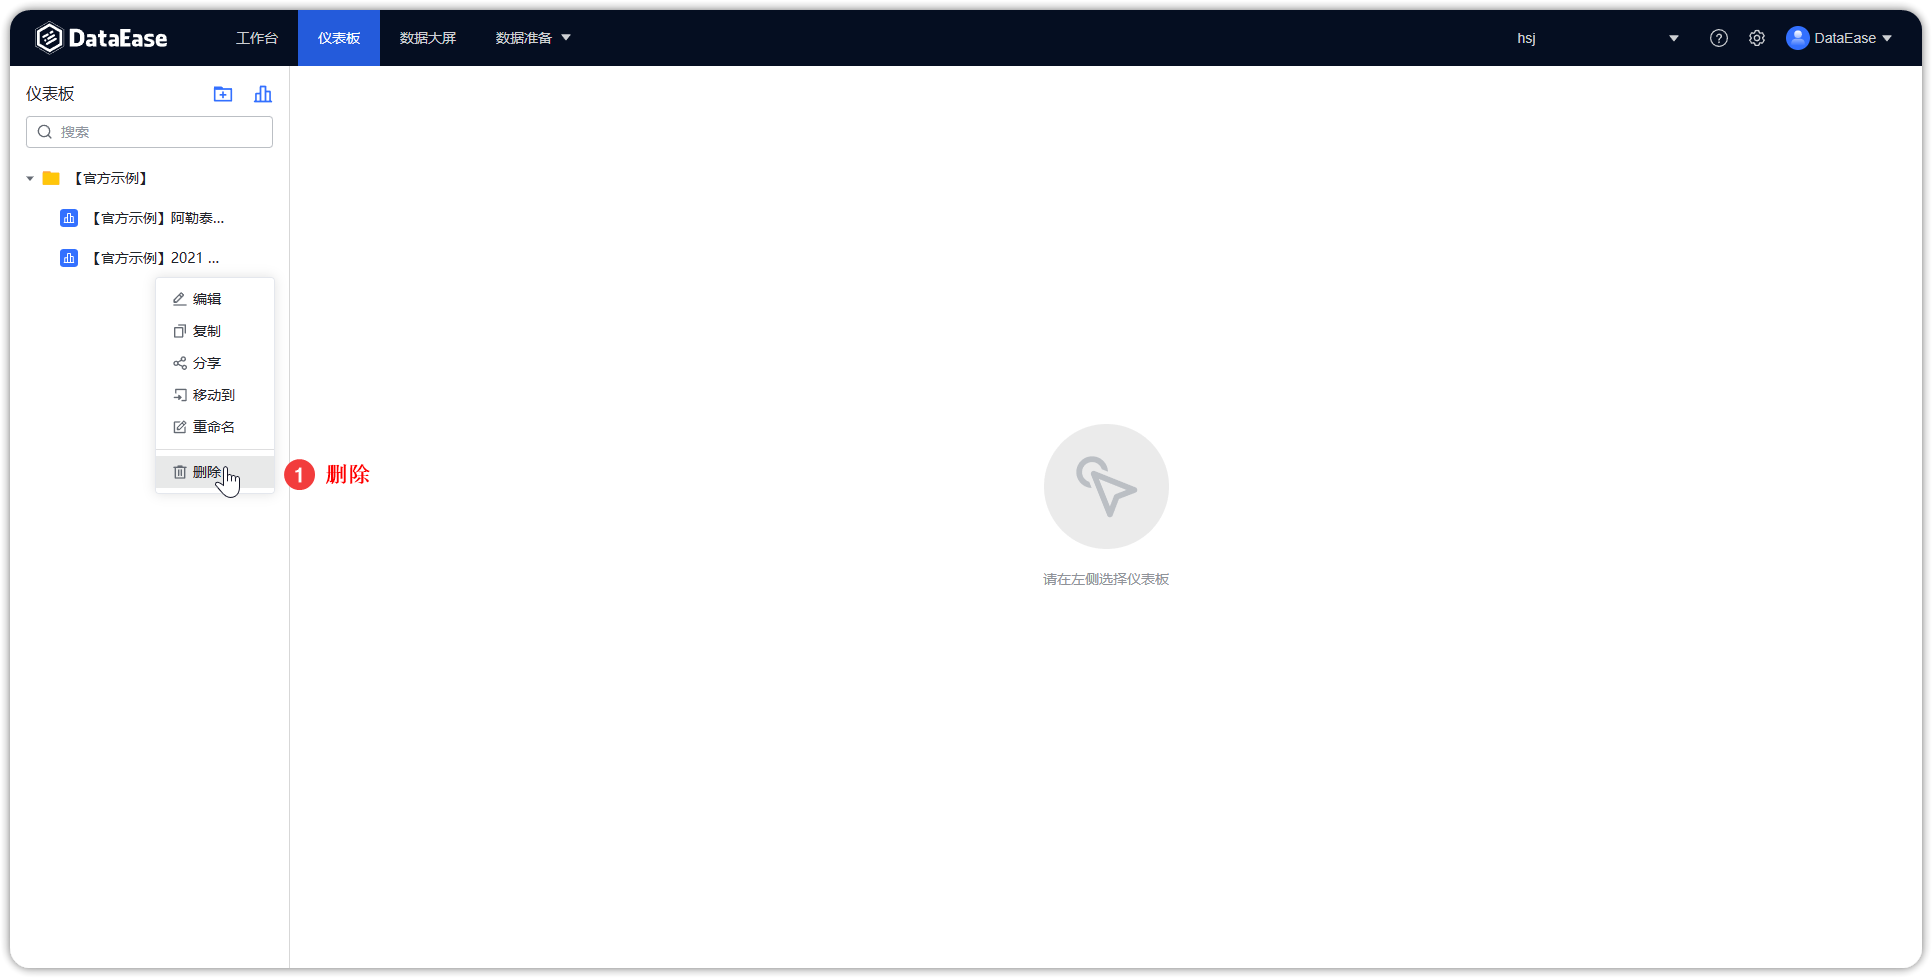 DataEase 工作台 仪表板 数据大屏 数据准备 hsj DataEase
仪表板
搜索
【官方示例】
【官方示例】阿勒泰...
【官方示例】2021 ...
编辑
复制
分享
移动到
重命名
删除
1 删除
请在左侧选择仪表板